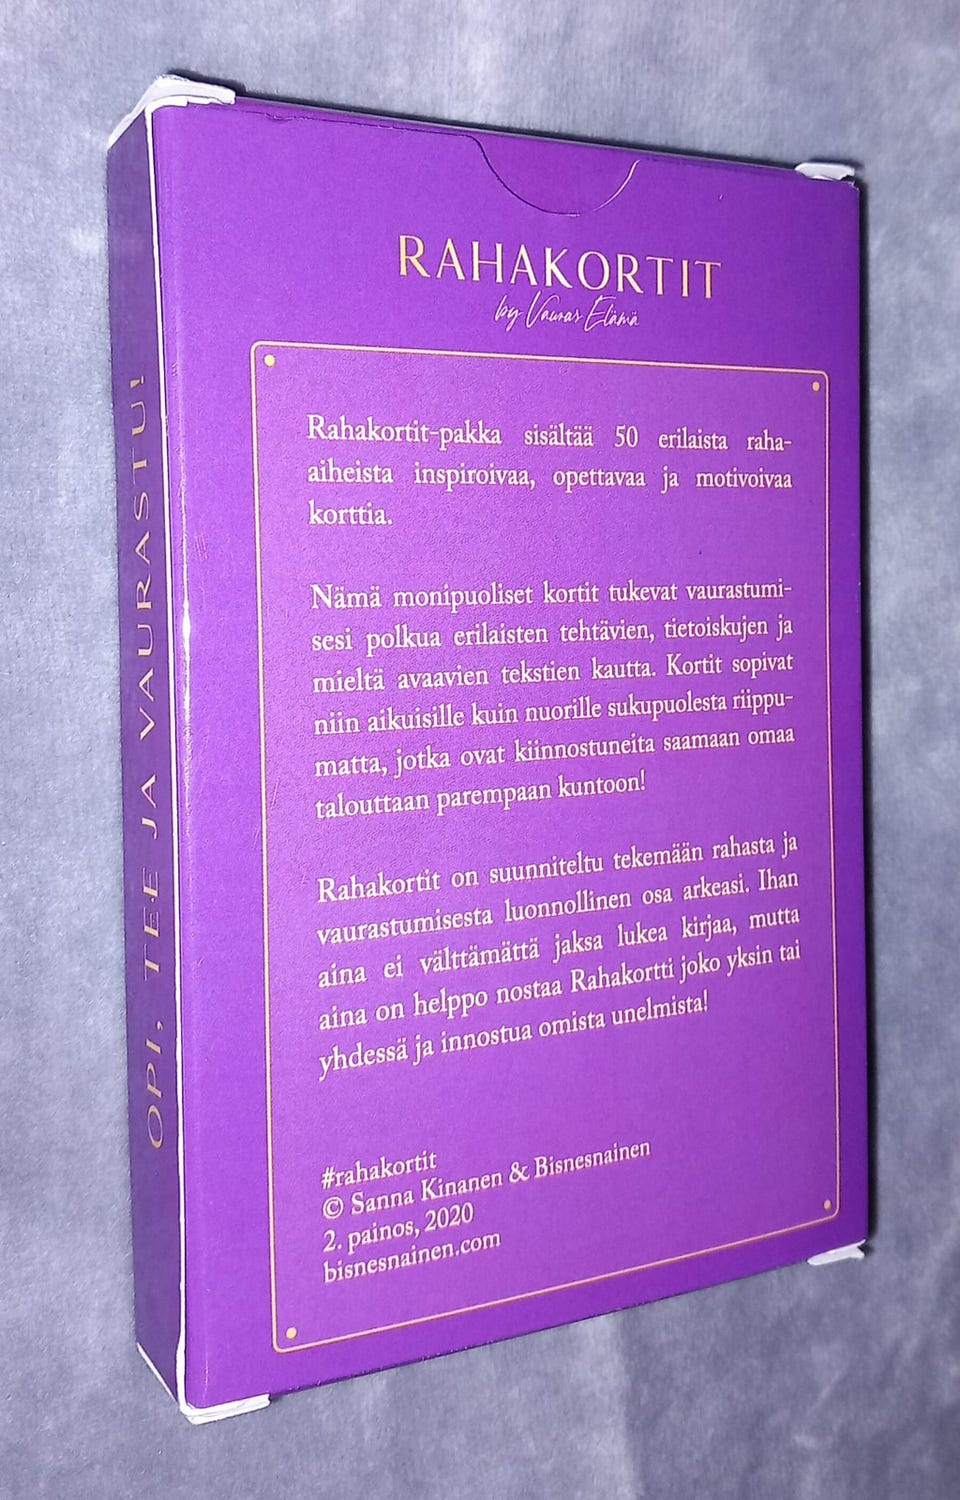 RAHAKORTIT
by Vauras Elämä
Rahakortit-pakka sisältää 50 erilaista raha-
aiheista inspiroivaa, opettavaa ja motivoivaa
korttia.
Nämä monipuoliset kortit tukevat vaurastumi-
sesi polkua erilaisten tehtävien, tietoiskujen ja
mieltä avaavien tekstien kautta. Kortit sopivat
niin aikuisille kuin nuorille sukupuolesta riippu-
matta, jotka ovat kiinnostuneita saamaan omaa
talouttaan parempaan kuntoon!
Rahakortit on suunniteltu tekemään rahasta ja
vaurastumisesta luonnollinen osa arkeasi. Ihan
aina ei välttämättä jaksa lukea kirjaa, mutta
aina on helppo nostaa Rahakortti joko yksin tai
yhdessä ja innostua omista unelmista!
#rahakortit
© Sanna Kinanen & Bisnesnainen
2. painos, 2020
bisnesnainen.com
OPI, TEE JA VAURASTU!